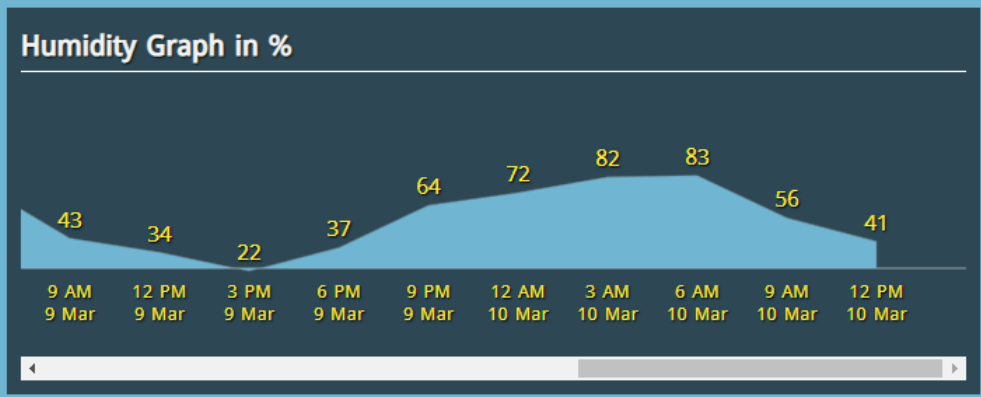 Humidity Graph in %
43 34 22 37 64 72 82 83 56 41
9 AM 12 PM 3 PM 6 PM 9 PM 12 AM 3 AM 6 AM 9 AM 12 PM
9 Mar 9 Mar 9 Mar 9 Mar 9 Mar 10 Mar 10 Mar 10 Mar 10 Mar 10 Mar